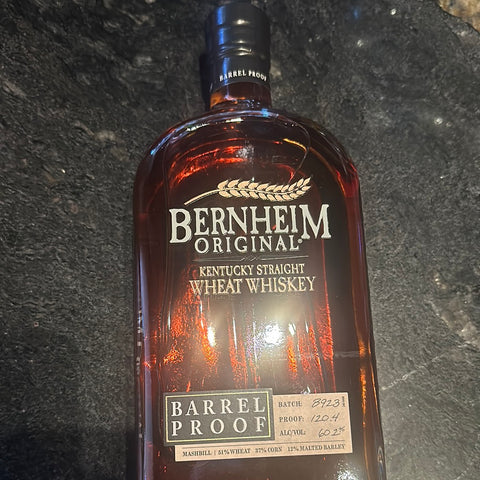 BARREL PROOF
BERNHEIM
ORIGINAL®
KENTUCKY STRAIGHT
WHEAT WHISKEY
BARREL
PROOF
BATCH: B923
PROOF: 120.4
ALC/VOL: 60.2%
MASHBILL | 51% WHEAT 37% CORN 12% MALTED BARLEY